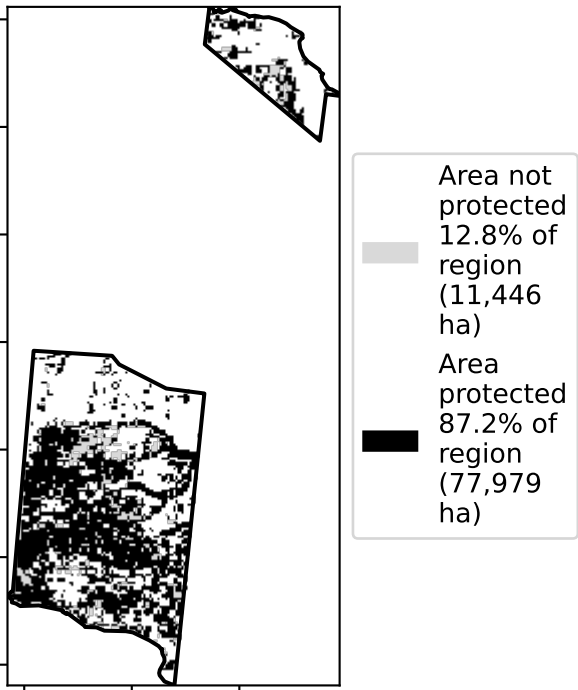 Area not
protected
12.8% of
region
(11,446
ha)
Area
protected
87.2% of
region
(77,979
ha)